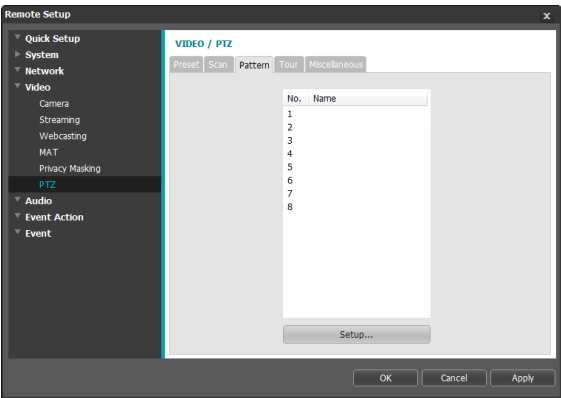 Remote Setup
x
Quick Setup
System
Network
Video
Camera
Streaming
Webcasting
MAT
Privacy Masking
PTZ
Audio
Event Action
Event
VIDEO / PTZ
Preset Scan Pattern Tour Miscellaneous
No. Name
1
2
3
4
5
6
7
8
Setup...
OK Cancel Apply